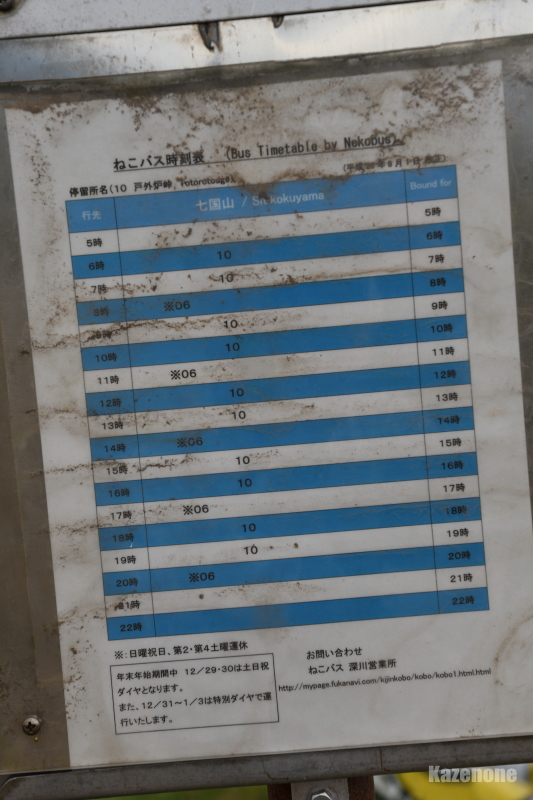 ねこバス時刻表 (Bus Timetable by Nekobus)
停留所名(10 戸外炉峠
行先 七国山 / Bound for
5時 5時
6時 10 6時
7時 10 7時
8時 ※06 8時
9時 10 9時
10時 10 10時
11時 ※06 11時
12時 10 12時
13時 10 13時
14時 ※06 14時
15時 10 15時
16時 10 16時
17時 ※06 17時
18時 10 18時
19時 10 19時
20時 ※06 20時
21時 21時
22時 22時
※:日曜祝日、第2・第4土曜運休
年末年始期間中 12/29・30は土日祝
ダイヤとなります。
また、12/31~1/3は特別ダイヤで運
行いたします。
お問い合わせ
ねこバス 深川営業所
http://mypage.fukanavi.com/kijinkobo/kobo/kobo1.html.html
Kazenone